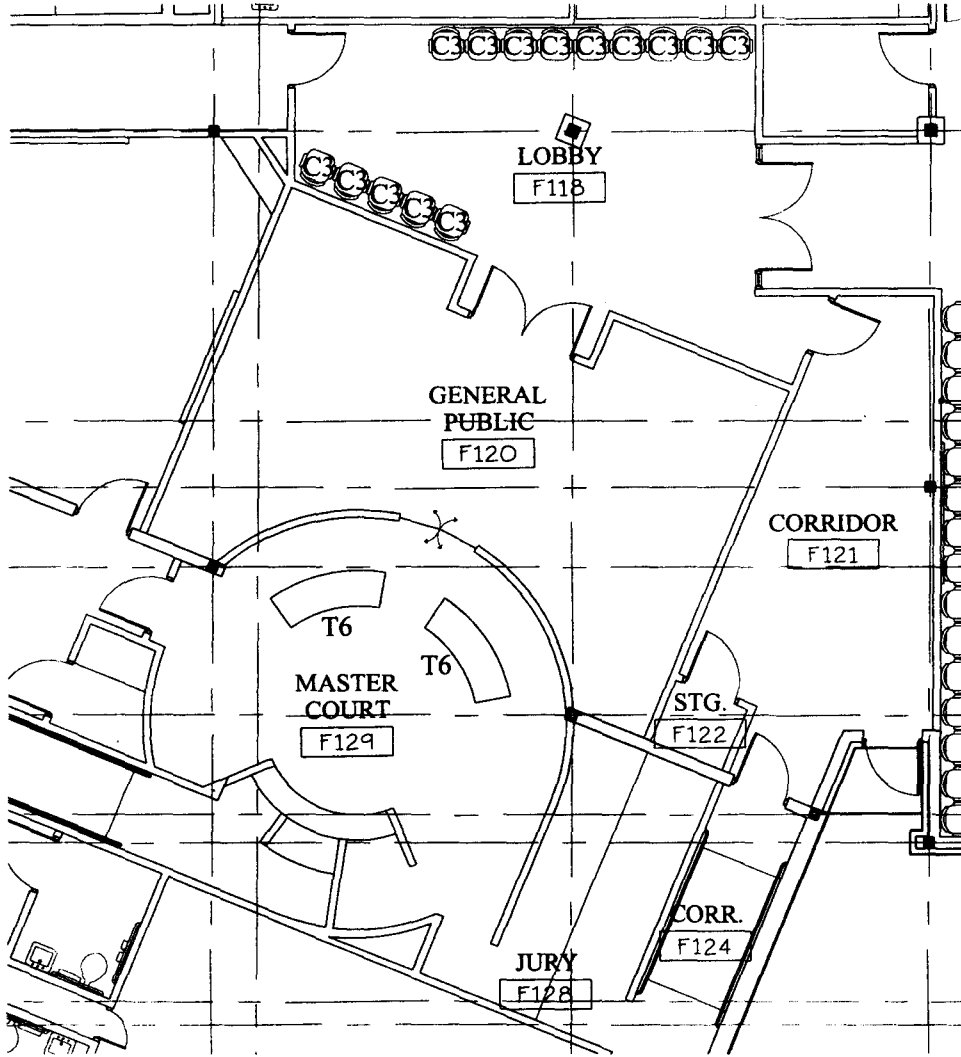 C3 C3 C3 C3 C3 C3 C3 C3 C3
LOBBY
F118
C3 C3 C3 C3 C3
GENERAL
PUBLIC
F120
CORRIDOR
F121
T6
T6
MASTER
COURT
F129
STG.
F122
CORR.
F124
JURY
F128